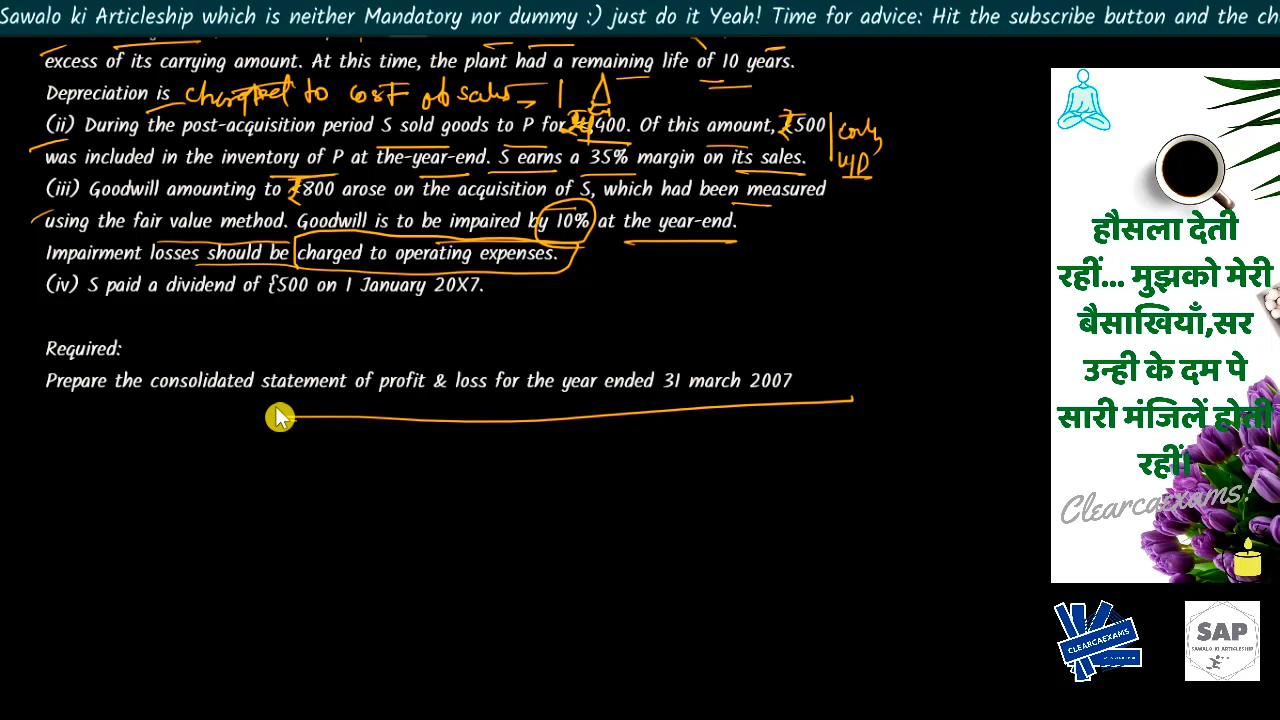 Sawalo ki Articleship which is neither Mandatory nor dummy :) just do it Yeah! Time for advice: Hit the subscribe button and the ch
excess of its carrying amount. At this time, the plant had a remaining life of 10 years.
Depreciation is charged to cost of sales
(ii) During the post-acquisition period S sold goods to P for ₹ 400. Of this amount, ₹500
was included in the inventory of P at the-year-end. S earns a 35% margin on its sales.
(iii) Goodwill amounting to ₹800 arose on the acquisition of S, which had been measured
using the fair value method. Goodwill is to be impaired by 10% at the year-end.
Impairment losses should be charged to operating expenses.
(iv) S paid a dividend of {500 on 1 January 20X7.
Required:
Prepare the consolidated statement of profit & loss for the year ended 31 march 2007
हौसला देती
रहीं... मुझको मेरी
बैसाखियाँ,सर
उन्ही के दम पे
सारी मंजिलें होती
रहीं।
Clearcaexams!
CLEARCAEXAMS
SAP
SAWALO KI ARTICLESHIP